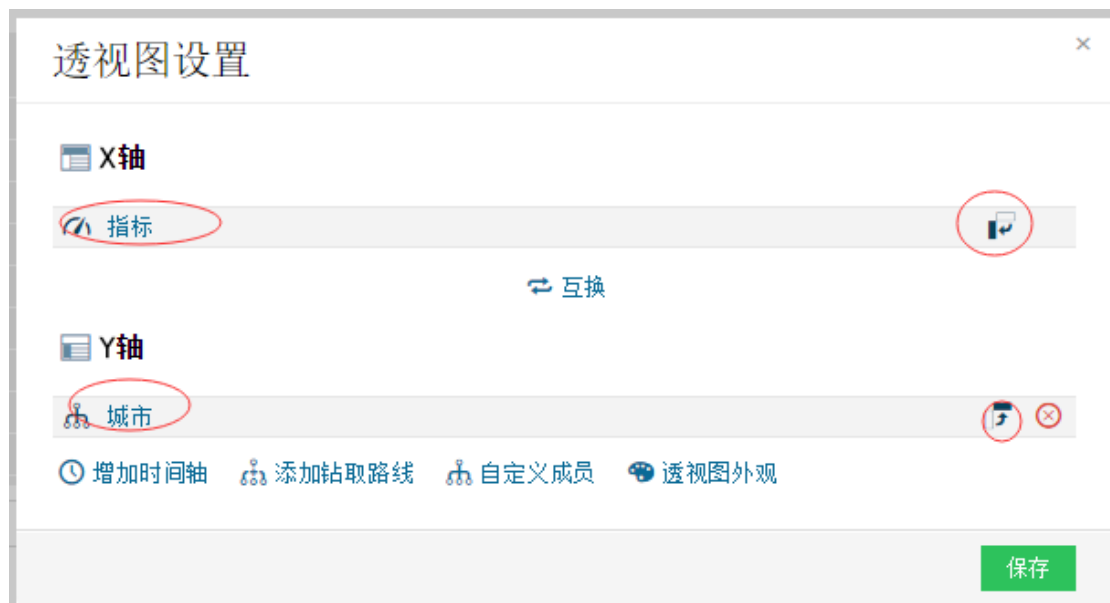 透视图设置
X轴
指标
互换
Y轴
城市
增加时间轴 添加钻取路线 自定义成员 透视图外观
保存